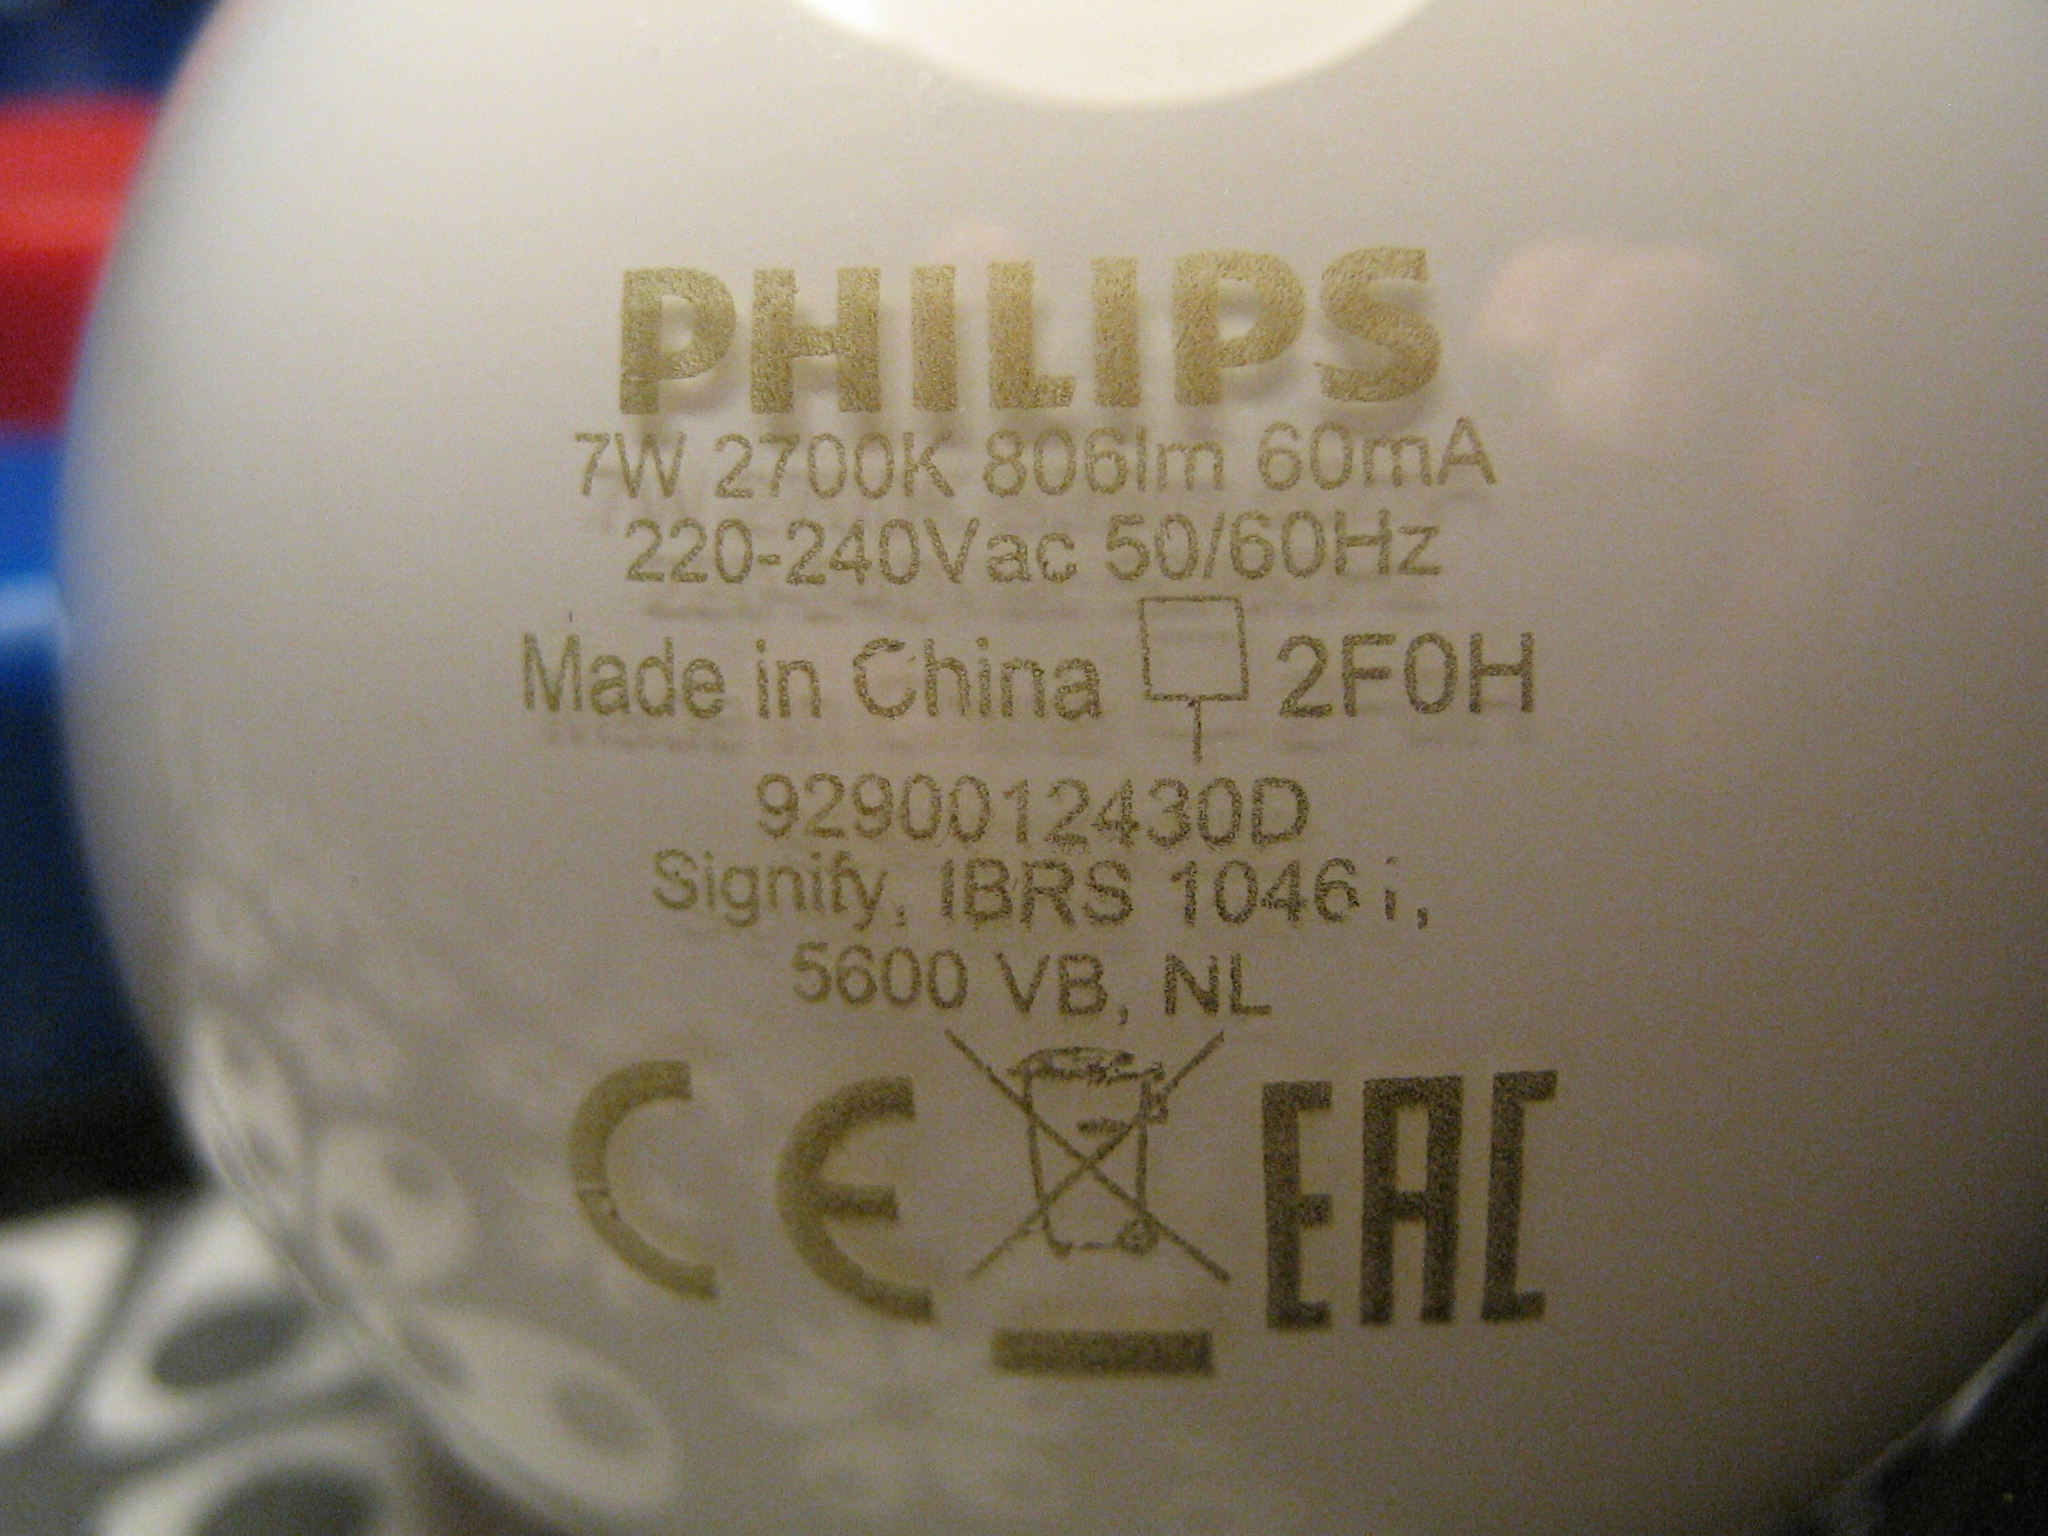 PHILIPS
7W 2700K 806lm 60mA
220-240Vac 50/60Hz
Made in China 2F0H
9290012430D
Signify, IBRS 1046 i,
5600 VB, NL
CE EAC